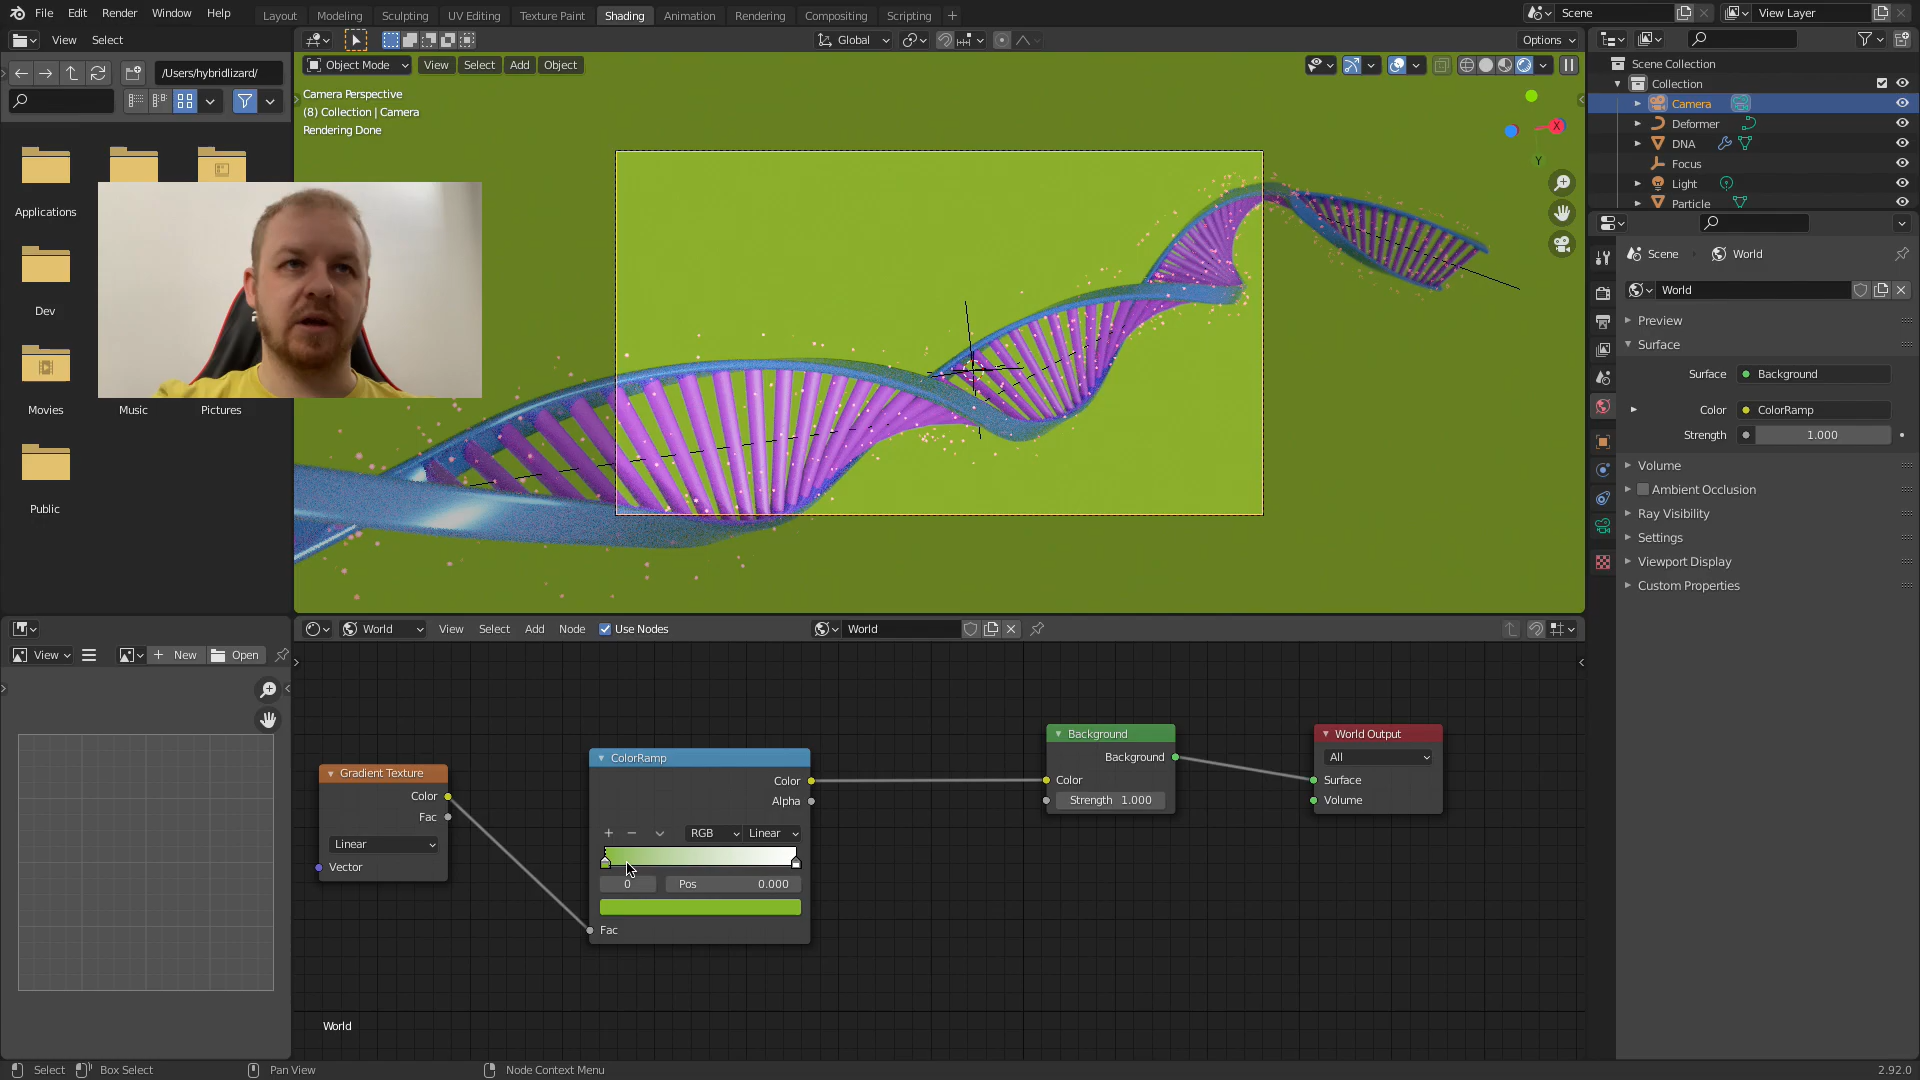 File Edit Render Window Help
Layout Modeling Sculpting UV Editing Texture Paint Shading Animation Rendering Compositing Scripting +
Scene
View Layer
View Select
Global
Options
/Users/hybridlizard/
Object Mode View Select Add Object
Camera Perspective
(8) Collection | Camera
Rendering Done
X
Y
Applications
Dev
Movies
Music
Pictures
Public
Scene Collection
Collection
Camera
Deformer
DNA
Focus
Light
Particle
Scene World
World
Preview
Surface
Surface Background
Color ColorRamp
Strength 1.000
Volume
Ambient Occlusion
Ray Visibility
Settings
Viewport Display
Custom Properties
World View Select Add Node Use Nodes World
View New Open
Gradient Texture
Color
Fac
Linear
Vector
ColorRamp
Color
Alpha
+ − RGB Linear
0 Pos 0.000
Fac
Background
Background
Color
Strength 1.000
World Output
All
Surface
Volume
World
Select Box Select Pan View Node Context Menu 2.92.0